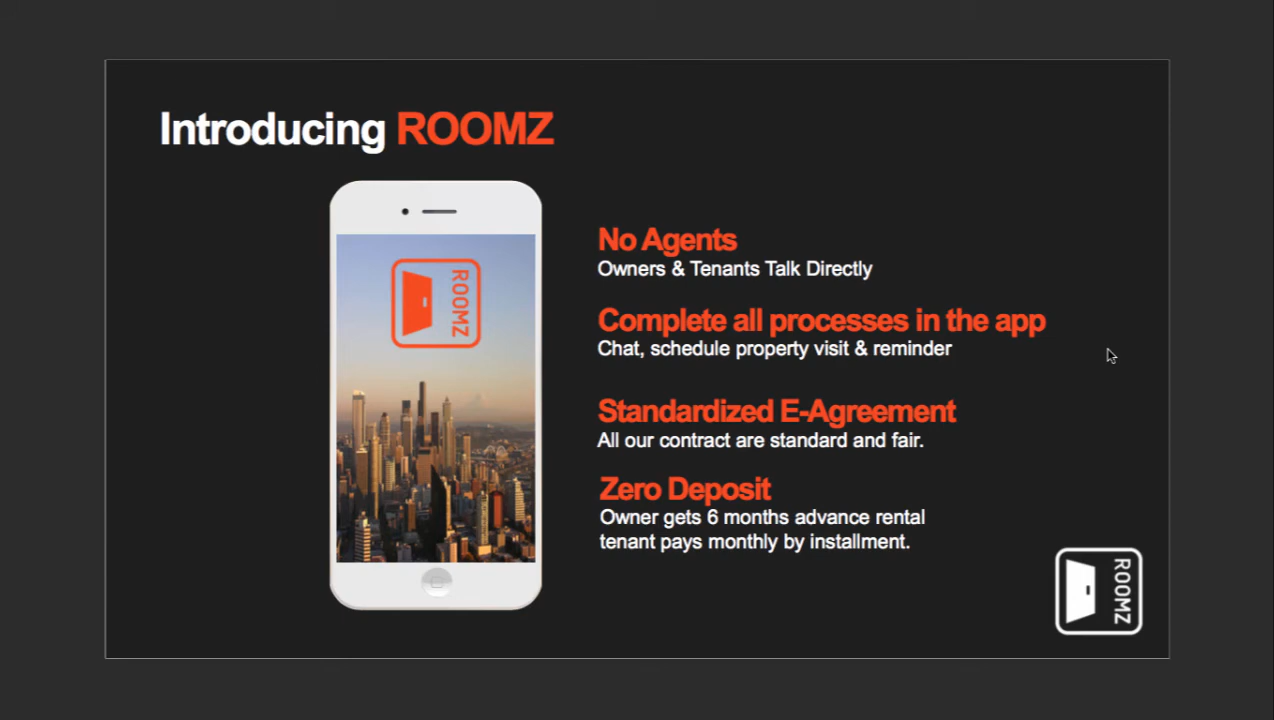 Introducing ROOMZ
ROOMZ
No Agents
Owners & Tenants Talk Directly
Complete all processes in the app
Chat, schedule property visit & reminder
Standardized E-Agreement
All our contract are standard and fair.
Zero Deposit
Owner gets 6 months advance rental
tenant pays monthly by installment.
ROOMZ